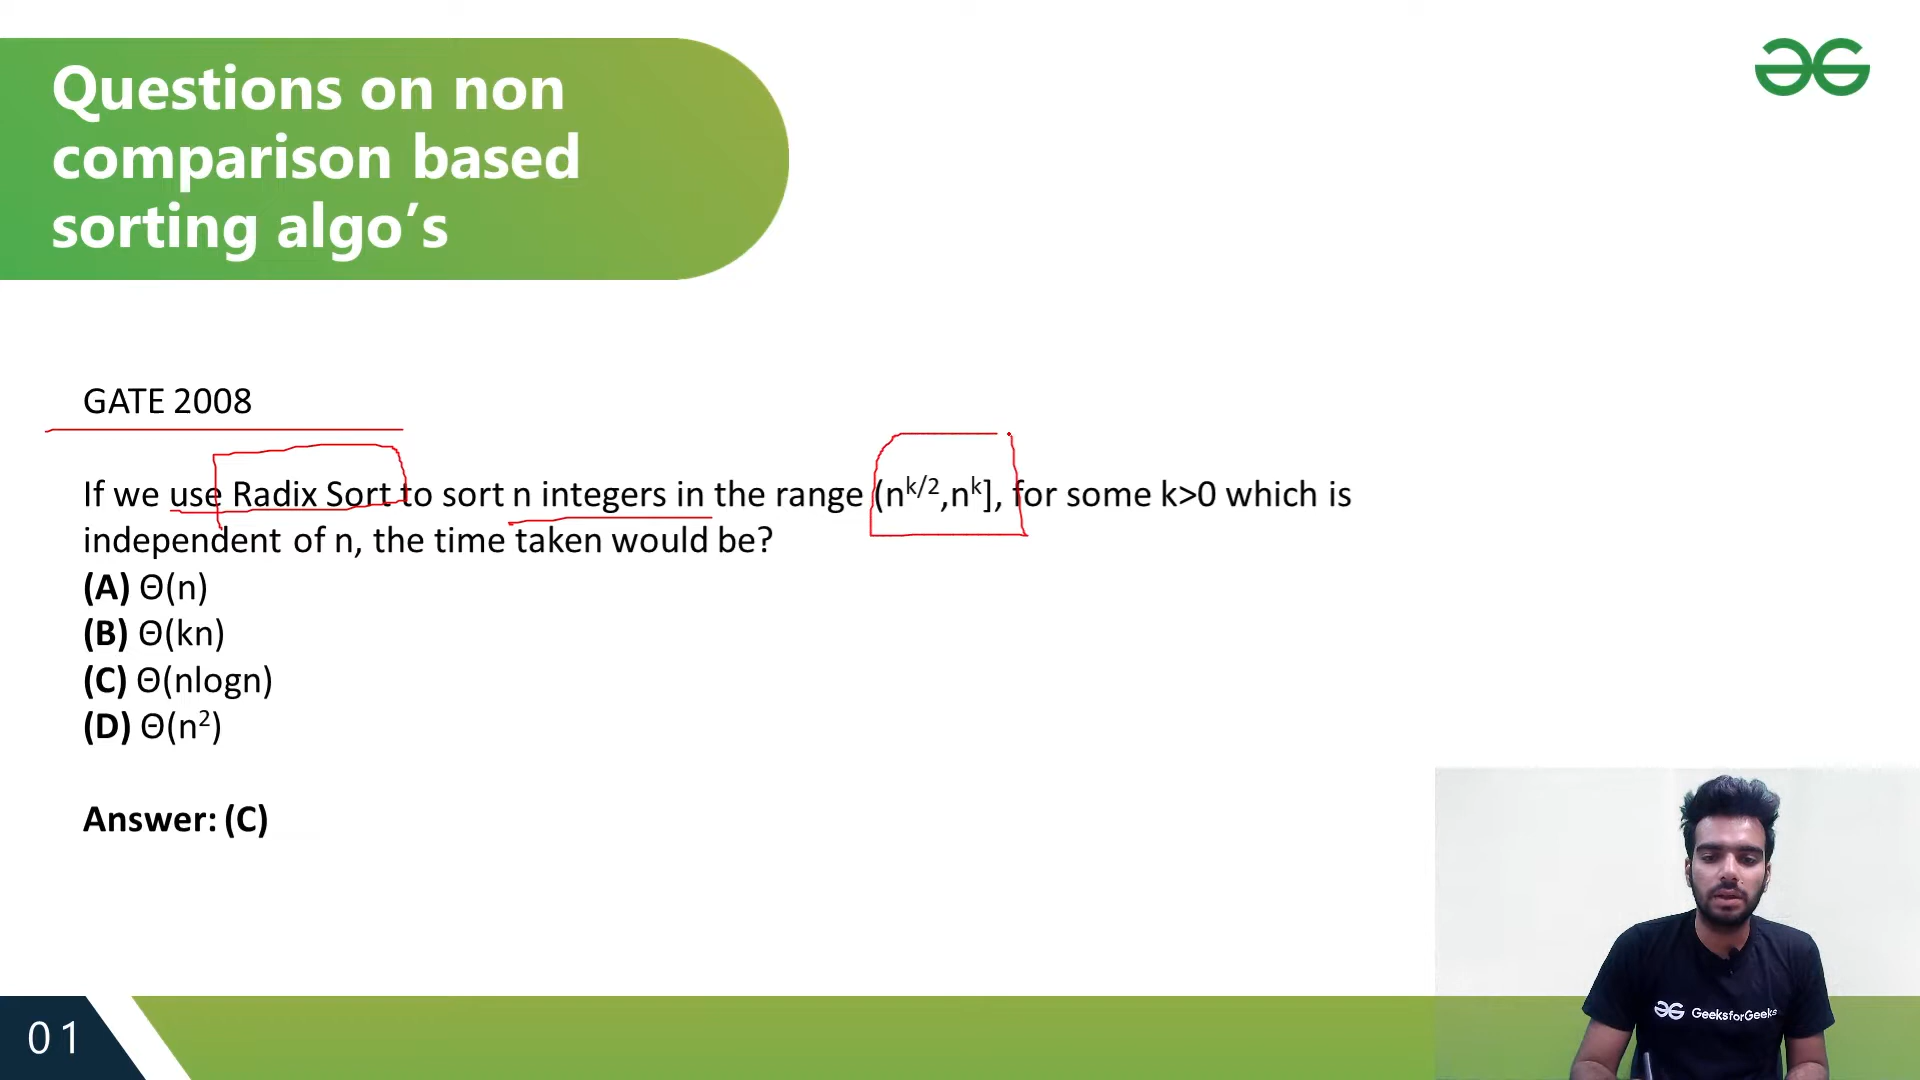 Questions on non
comparison based
sorting algo’s
GATE 2008
If we use Radix Sort to sort n integers in the range (n^k/2,n^k], for some k>0 which is
independent of n, the time taken would be?
(A) Θ(n)
(B) Θ(kn)
(C) Θ(nlogn)
(D) Θ(n²)
Answer: (C)
GeeksforGeeks
01